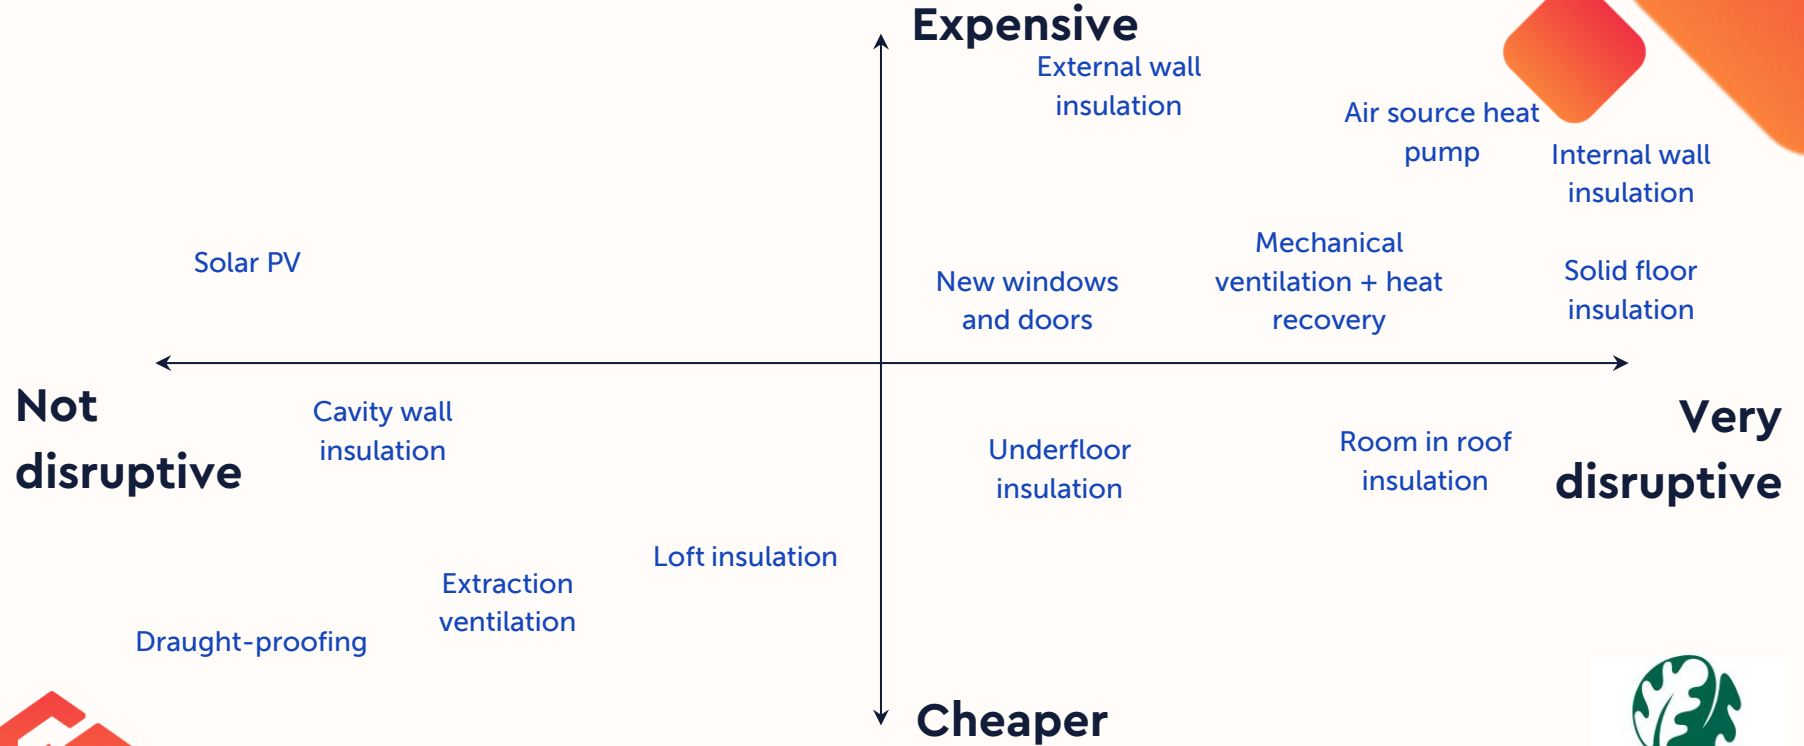 Expensive
External wall
insulation
Air source heat
pump
Internal wall
insulation
Solar PV
New windows
and doors
Mechanical
ventilation + heat
recovery
Solid floor
insulation
Not
disruptive
Very
disruptive
Cavity wall
insulation
Underfloor
insulation
Room in roof
insulation
Loft insulation
Extraction
ventilation
Draught-proofing
Cheaper